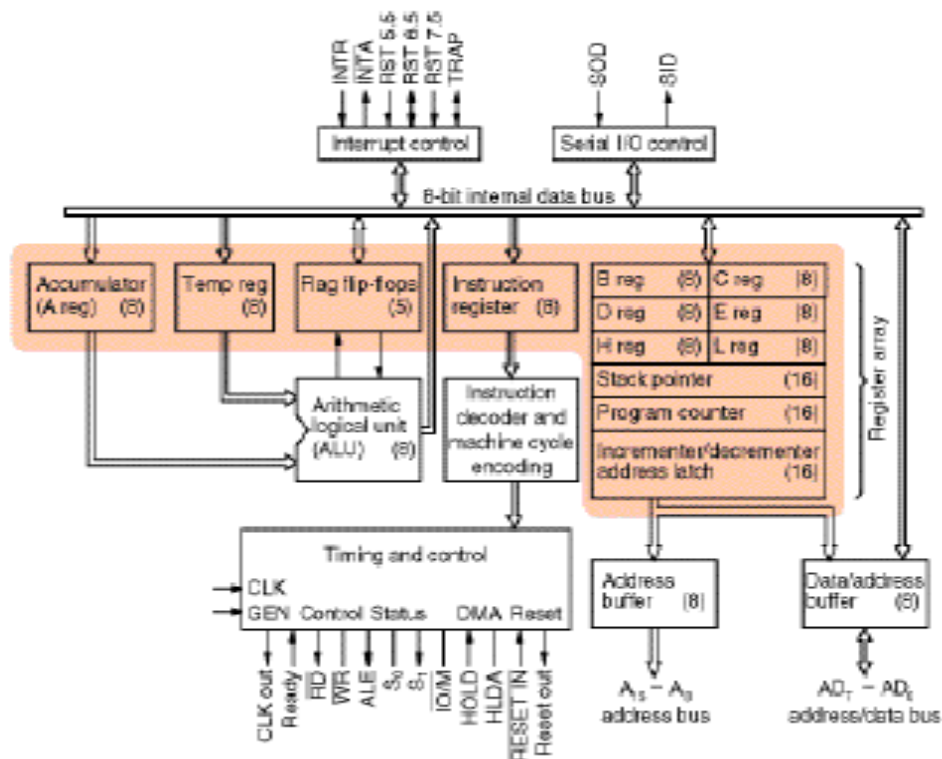 INTR
INTA
RST 5.5
RST 6.5
RST 7.5
TRAP
SOD
SID
Interrupt control
Serial I/O control
8-bit internal data bus
Accumulator
(A reg) (8)
Temp reg
(8)
Flag flip-flops
(5)
Instruction
register (8)
B reg (8) C reg (8)
D reg (8) E reg (8)
H reg (8) L reg (8)
Stack pointer (16)
Program counter (16)
Incrementer/decrementer
address latch (16)
Register array
Arithmetic
logical unit
(ALU) (8)
Instruction
decoder and
machine cycle
encoding
Timing and control
CLK
GEN Control Status DMA Reset
Address
buffer (8)
Data/address
buffer (8)
CLK out
Ready
RD
WR
ALE
S₀
S₁
IO/M
HOLD
HLDA
RESET IN
Reset out
A₁₅ – A₈
address bus
AD₇ – AD₀
address/data bus